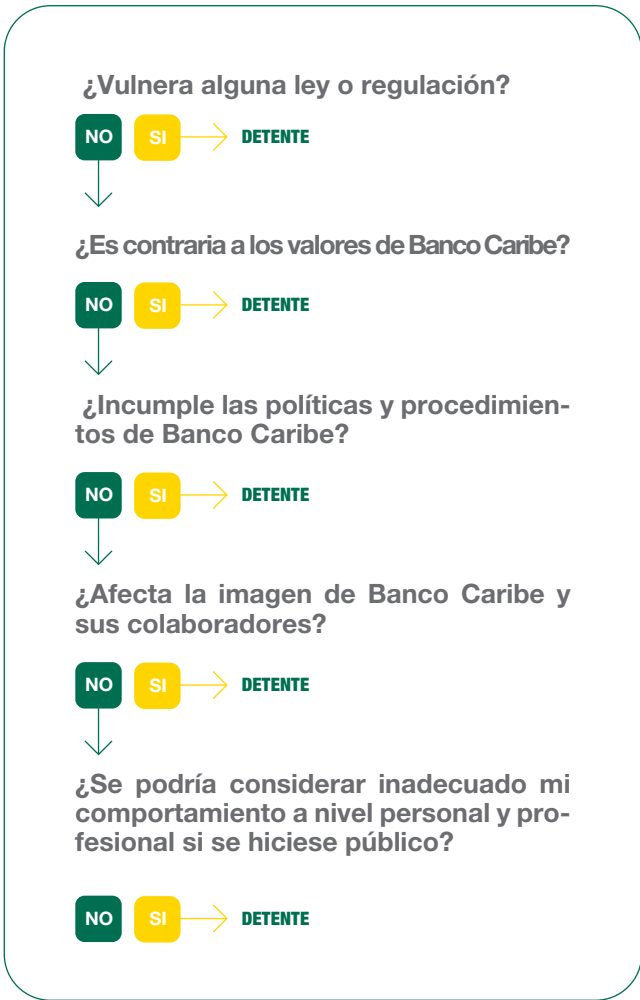 ¿Vulnera alguna ley o regulación?
NO SI DETENTE
¿Es contraria a los valores de Banco Caribe?
NO SI DETENTE
¿Incumple las políticas y procedimien-
tos de Banco Caribe?
NO SI DETENTE
¿Afecta la imagen de Banco Caribe y
sus colaboradores?
NO SI DETENTE
¿Se podría considerar inadecuado mi
comportamiento a nivel personal y pro-
fesional si se hiciese público?
NO SI DETENTE